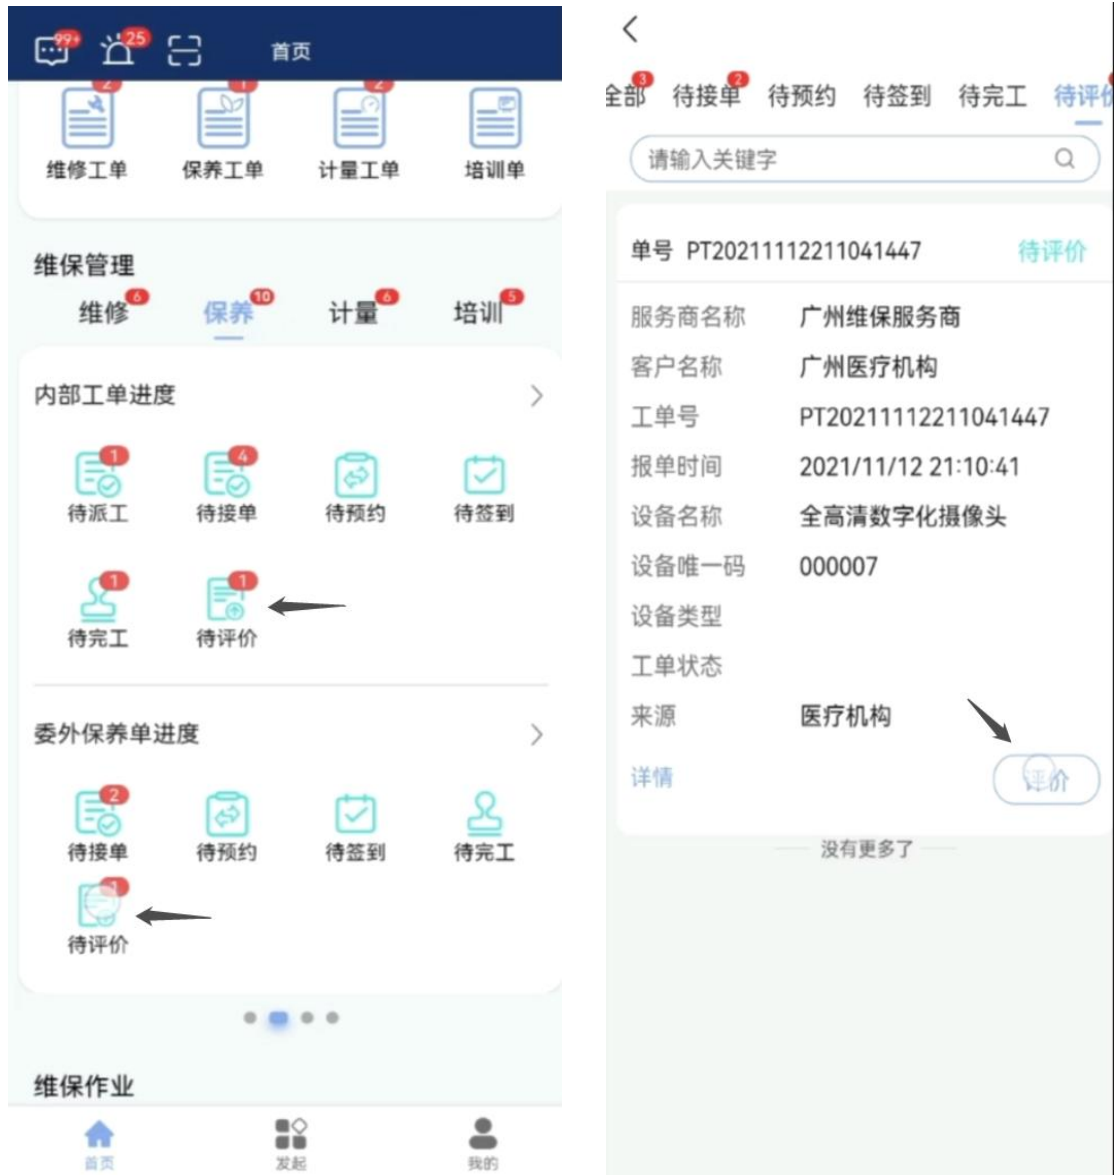 99+ 25 首页
2 1 2
维修工单 保养工单 计量工单 培训单
维保管理
维修 6 保养 10 计量 6 培训 5
内部工单进度
1 4
待派工 待接单 待预约 待签到
1 1
待完工 待评价
委外保养单进度
2
待接单 待预约 待签到 待完工
1
待评价
维保作业
首页 发起 我的
全部 3 待接单 2 待预约 待签到 待完工 待评价
请输入关键字
单号 PT20211112211041447 待评价
服务商名称 广州维保服务商
客户名称 广州医疗机构
工单号 PT20211112211041447
报单时间 2021/11/12 21:10:41
设备名称 全高清数字化摄像头
设备唯一码 000007
设备类型
工单状态
来源 医疗机构
详情 评价
没有更多了